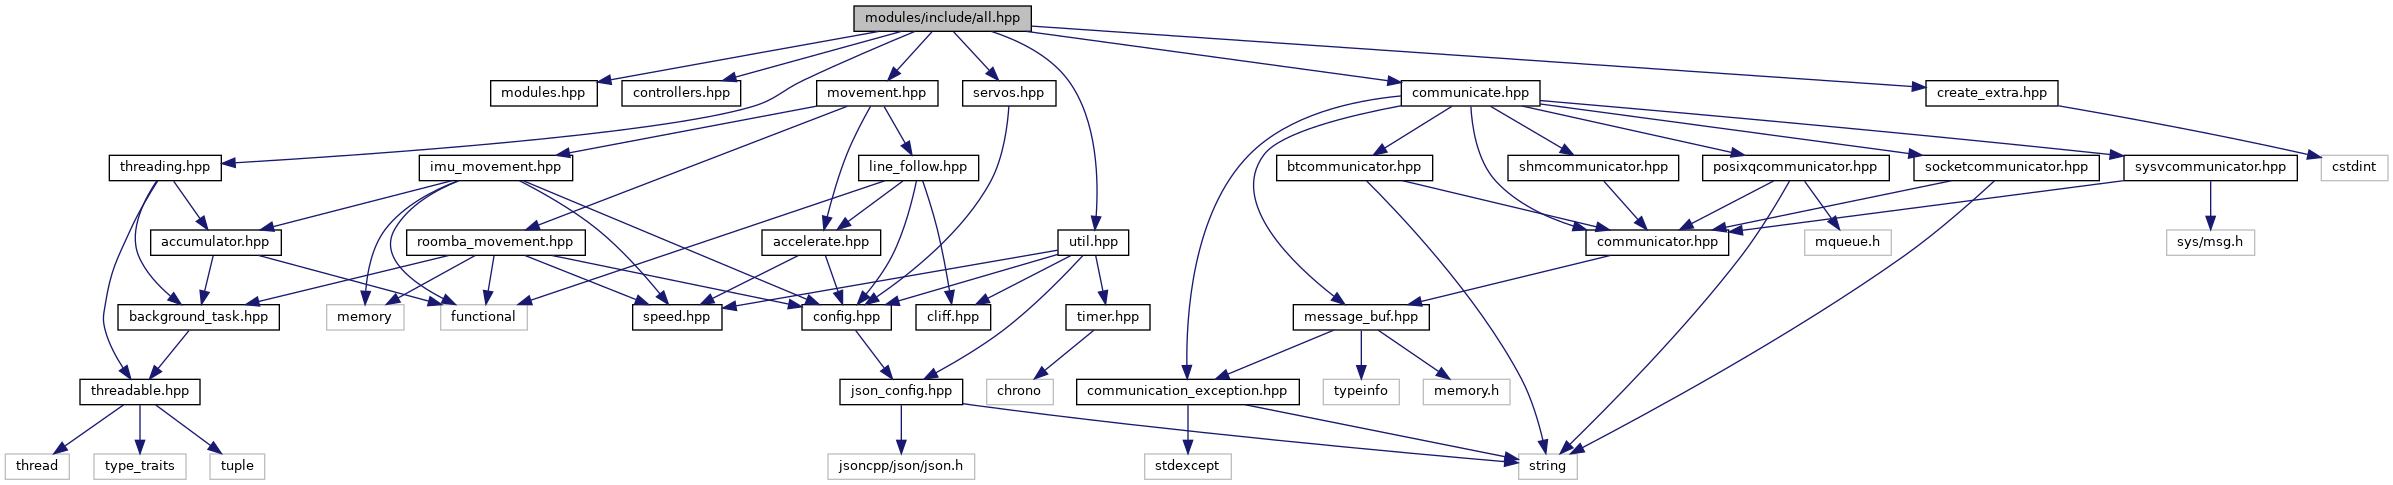 modules/include/all.hpp
modules.hpp
controllers.hpp
movement.hpp
servos.hpp
communicate.hpp
create_extra.hpp
threading.hpp
imu_movement.hpp
line_follow.hpp
btcommunicator.hpp
shmcommunicator.hpp
posixqcommunicator.hpp
socketcommunicator.hpp
sysvcommunicator.hpp
cstdint
accumulator.hpp
roomba_movement.hpp
accelerate.hpp
util.hpp
communicator.hpp
mqueue.h
sys/msg.h
background_task.hpp
memory
functional
speed.hpp
config.hpp
cliff.hpp
timer.hpp
message_buf.hpp
threadable.hpp
json_config.hpp
chrono
communication_exception.hpp
typeinfo
memory.h
thread
type_traits
tuple
jsoncpp/json/json.h
stdexcept
string